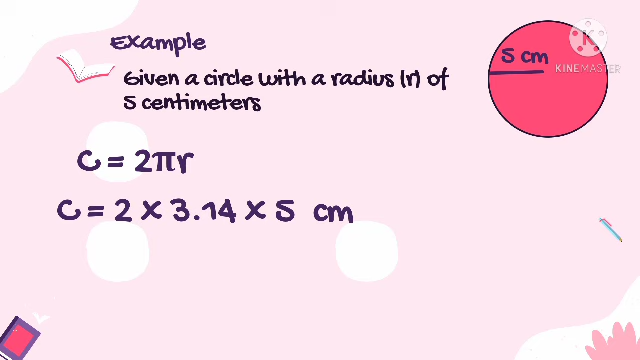 Example
Given a circle with a radius (r) of
5 centimeters
5 cm
KINEMASTER
C = 2πr
C = 2 × 3.14 × 5 cm